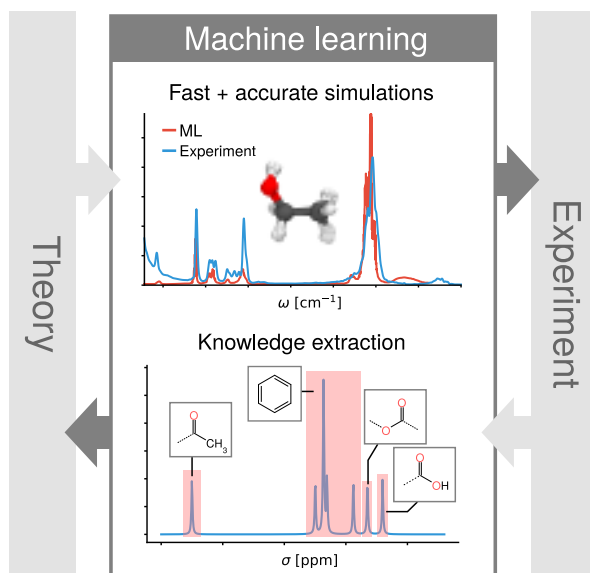 Machine learning
Fast + accurate simulations
ML
Experiment
ω [cm⁻¹]
Theory
Experiment
Knowledge extraction
O
CH₃
O
O
O
OH
σ [ppm]